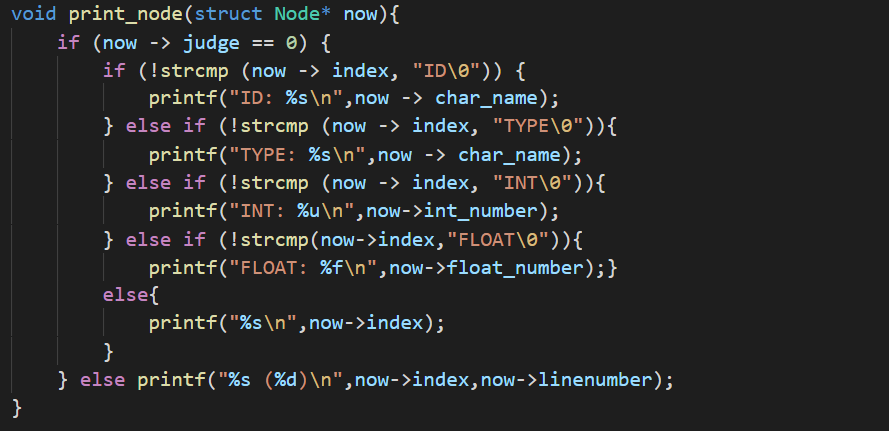 void print_node(struct Node* now){
    if (now -> judge == 0) {
        if (!strcmp (now -> index, "ID\0")) {
            printf("ID: %s\n",now -> char_name);
        } else if (!strcmp (now -> index, "TYPE\0")){
            printf("TYPE: %s\n",now -> char_name);
        } else if (!strcmp (now -> index, "INT\0")){
            printf("INT: %u\n",now->int_number);
        } else if (!strcmp(now->index,"FLOAT\0")){
            printf("FLOAT: %f\n",now->float_number);}
        else{
            printf("%s\n",now->index);
        }
    } else printf("%s (%d)\n",now->index,now->linenumber);
}